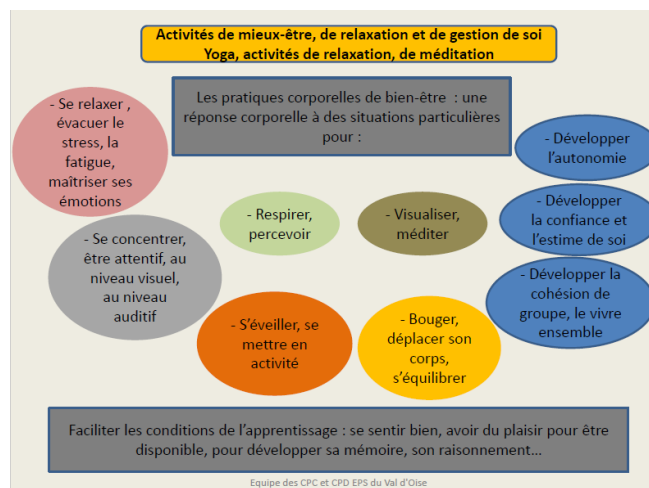 Activités de mieux-être, de relaxation et de gestion de soi
Yoga, activités de relaxation, de méditation
Les pratiques corporelles de bien-être : une
réponse corporelle à des situations particulières
pour :
- Se relaxer ,
évacuer le
stress, la
fatigue,
maîtriser ses
émotions
- Développer
l'autonomie
- Respirer,
percevoir
- Visualiser,
méditer
- Développer
la confiance et
l'estime de soi
- Se concentrer,
être attentif, au
niveau visuel,
au niveau
auditif
- Développer la
cohésion de
groupe, le vivre
ensemble
- S'éveiller, se
mettre en
activité
- Bouger,
déplacer son
corps,
s'équilibrer
Faciliter les conditions de l'apprentissage : se sentir bien, avoir du plaisir pour être
disponible, pour développer sa mémoire, son raisonnement...
Equipe des CPC et CPD EPS du Val d'Oise